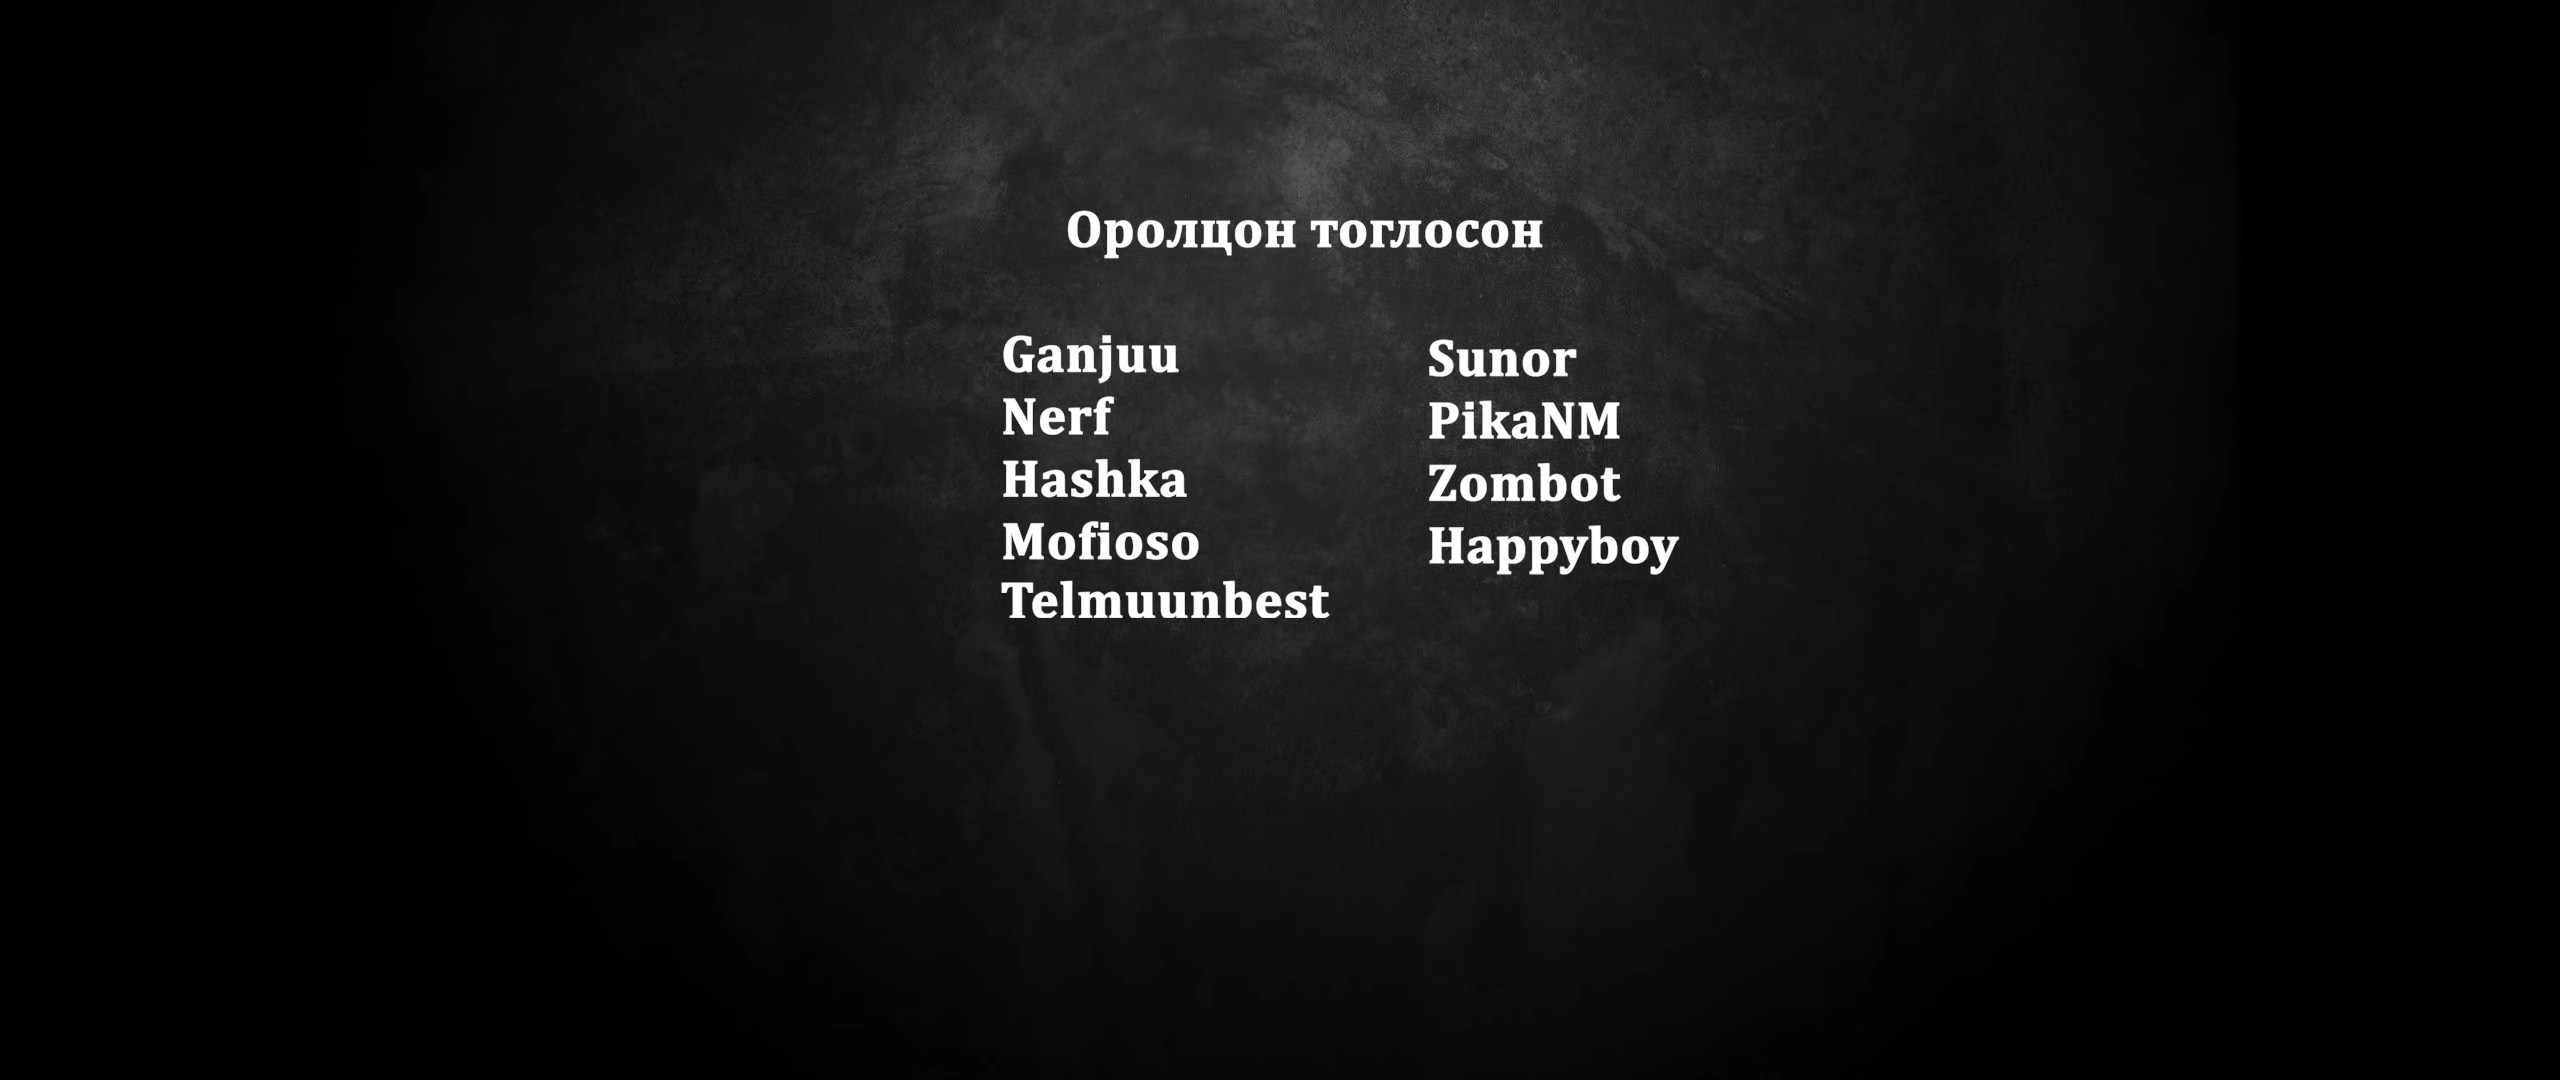 Оролцон тоглосон
Ganjuu
Nerf
Hashka
Mofioso
Telmuunbest
Sunor
PikaNM
Zombot
Happyboy